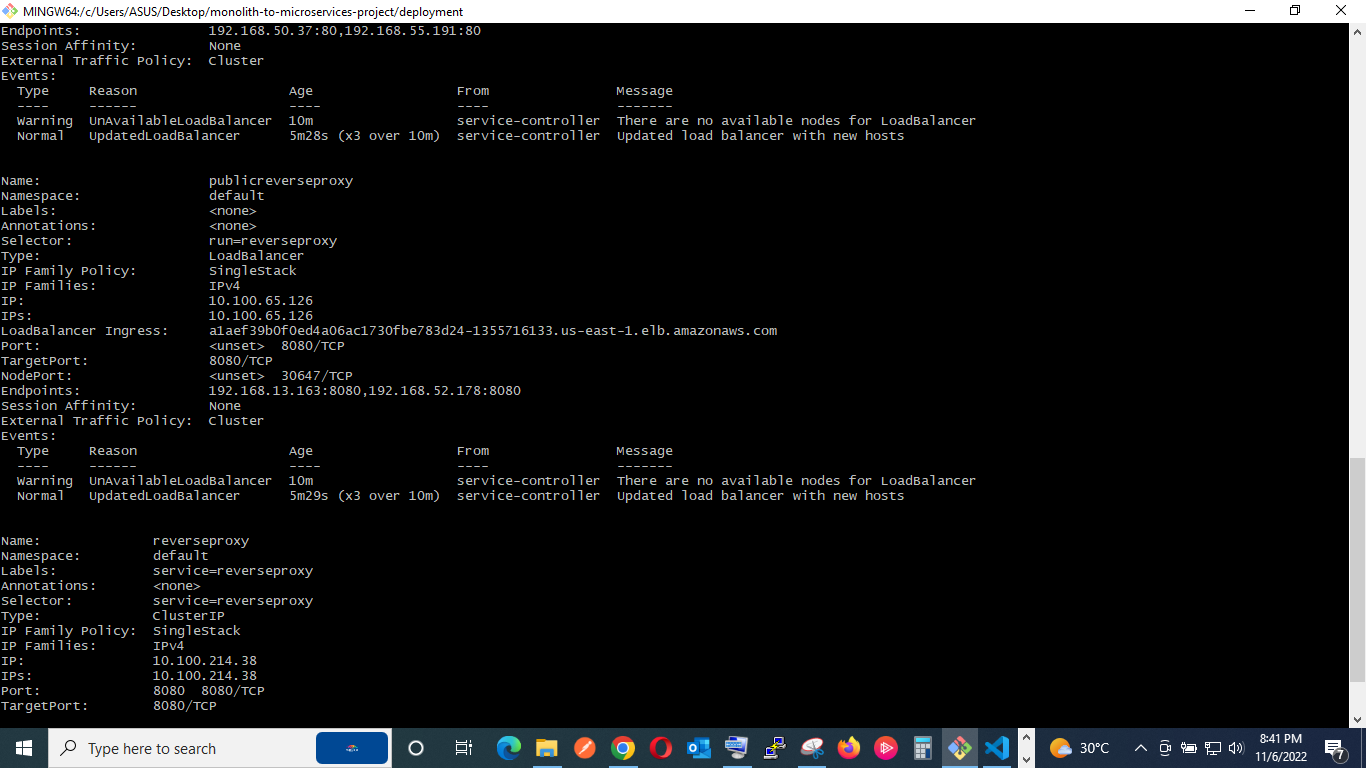 MINGW64:/c/Users/ASUS/Desktop/monolith-to-microservices-project/deployment
Endpoints: 192.168.50.37:80,192.168.55.191:80
Session Affinity: None
External Traffic Policy: Cluster
Events:
Type Reason Age From Message
---- ------ ---- ---- -------
Warning UnAvailableLoadBalancer 10m service-controller There are no available nodes for LoadBalancer
Normal UpdatedLoadBalancer 5m28s (x3 over 10m) service-controller Updated load balancer with new hosts
Name: publicreverseproxy
Namespace: default
Labels: <none>
Annotations: <none>
Selector: run=reverseproxy
Type: LoadBalancer
IP Family Policy: SingleStack
IP Families: IPv4
IP: 10.100.65.126
IPs: 10.100.65.126
LoadBalancer Ingress: a1aef39b0f0ed4a06ac1730fbe783d24-1355716133.us-east-1.elb.amazonaws.com
Port: <unset> 8080/TCP
TargetPort: 8080/TCP
NodePort: <unset> 30647/TCP
Endpoints: 192.168.13.163:8080,192.168.52.178:8080
Session Affinity: None
External Traffic Policy: Cluster
Events:
Type Reason Age From Message
---- ------ ---- ---- -------
Warning UnAvailableLoadBalancer 10m service-controller There are no available nodes for LoadBalancer
Normal UpdatedLoadBalancer 5m29s (x3 over 10m) service-controller Updated load balancer with new hosts
Name: reverseproxy
Namespace: default
Labels: service=reverseproxy
Annotations: <none>
Selector: service=reverseproxy
Type: ClusterIP
IP Family Policy: SingleStack
IP Families: IPv4
IP: 10.100.214.38
IPs: 10.100.214.38
Port: 8080 8080/TCP
TargetPort: 8080/TCP
Type here to search
30°C
8:41 PM
11/6/2022
7